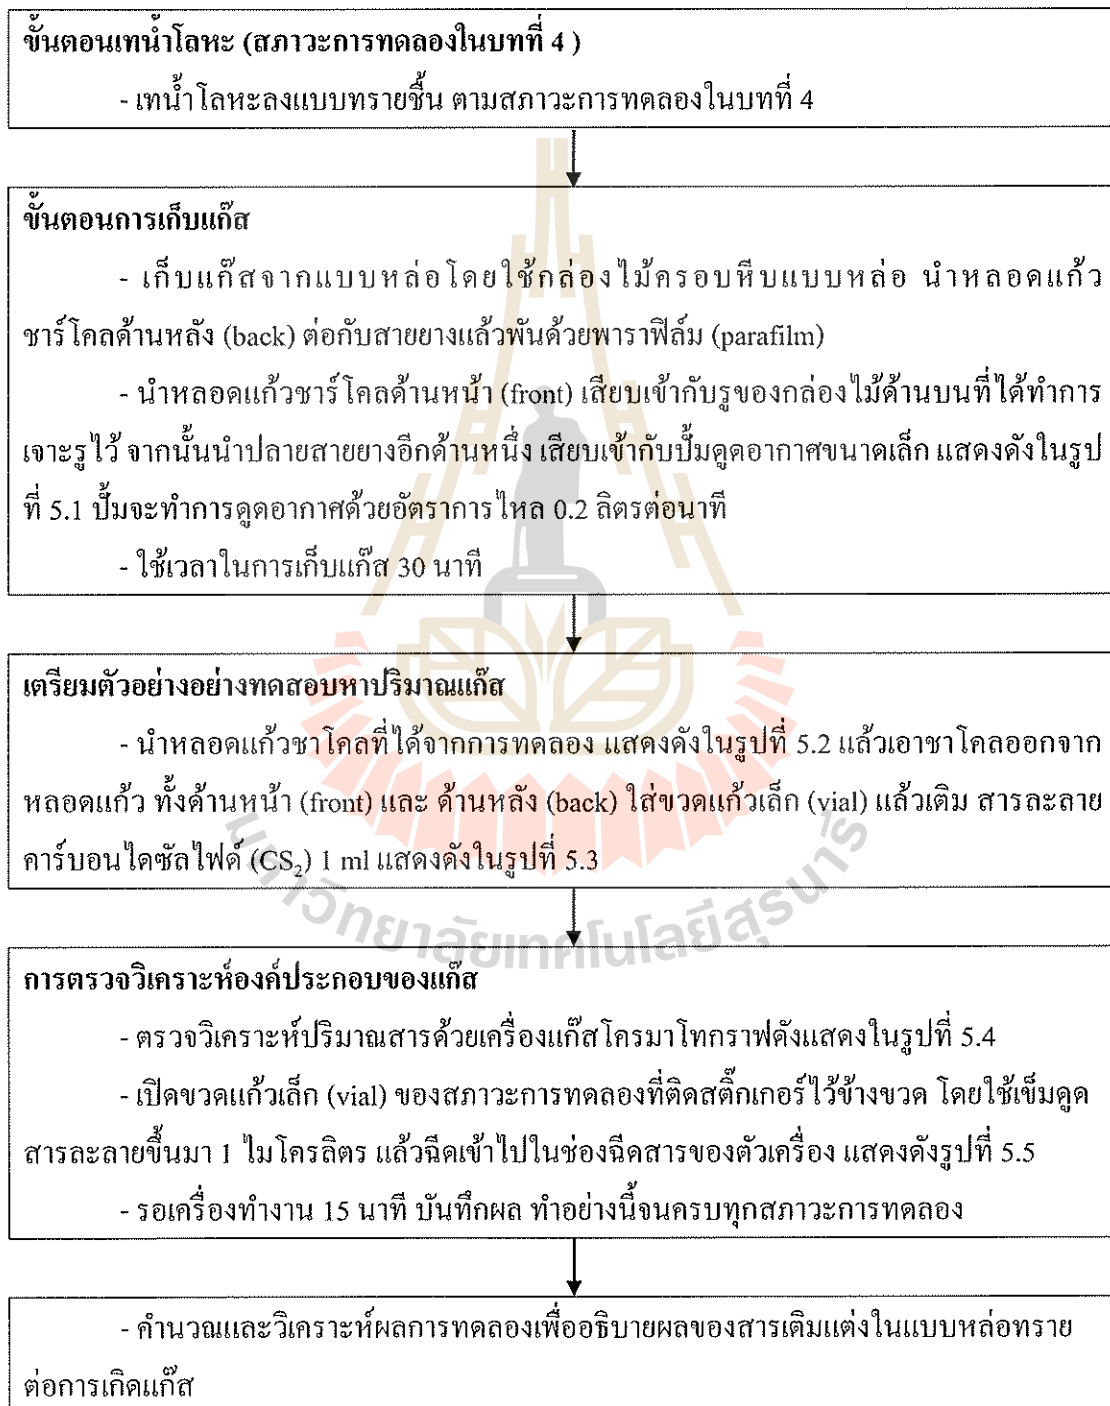 ขั้นตอนเทน้ำโลหะ (สภาวะการทดลองในบทที่ 4 )
- เทน้ำโลหะลงแบบทรายชื้น ตามสภาวะการทดลองในบทที่ 4
ขั้นตอนการเก็บแก๊ส
- เก็บแก๊สจากแบบหล่อโดยใช้กล่องไม้ครอบหีบแบบหล่อ นำหลอดแก้ว
ชาร์โคลด้านหลัง (back) ต่อกับสายยางแล้วพันด้วยพาราฟิล์ม (parafilm)
- นำหลอดแก้วชาร์โคลด้านหน้า (front) เสียบเข้ากับรูของกล่องไม้ด้านบนที่ได้ทำการ
เจาะรูไว้ จากนั้นนำปลายสายยางอีกด้านหนึ่ง เสียบเข้ากับปั้มดูดอากาศขนาดเล็ก แสดงดังในรูป
ที่ 5.1 ปั้มจะทำการดูดอากาศด้วยอัตราการไหล 0.2 ลิตรต่อนาที
- ใช้เวลาในการเก็บแก๊ส 30 นาที
เตรียมตัวอย่างอย่างทดสอบหาปริมาณแก๊ส
- นำหลอดแก้วชาโคลที่ได้จากการทดลอง แสดงดังในรูปที่ 5.2 แล้วเอาชาโคลออกจาก
หลอดแก้ว ทั้งด้านหน้า (front) และ ด้านหลัง (back) ใส่ขวดแก้วเล็ก (vial) แล้วเติม สารละลาย
คาร์บอนไดซัลไฟด์ (CS₂) 1 ml แสดงดังในรูปที่ 5.3
มหาวิทยาลัยเทคโนโลยีสุรนารี
การตรวจวิเคราะห์องค์ประกอบของแก๊ส
- ตรวจวิเคราะห์ปริมาณสารด้วยเครื่องแก๊สโครมาโทกราฟดังแสดงในรูปที่ 5.4
- เปิดขวดแก้วเล็ก (vial) ของสภาวะการทดลองที่ติดสติ๊กเกอร์ไว้ข้างขวด โดยใช้เข็มดูด
สารละลายขึ้นมา 1 ไมโครลิตร แล้วฉีดเข้าไปในช่องฉีดสารของตัวเครื่อง แสดงดังรูปที่ 5.5
- รอเครื่องทำงาน 15 นาที บันทึกผล ทำอย่างนี้จนครบทุกสภาวะการทดลอง
- คำนวณและวิเคราะห์ผลการทดลองเพื่ออธิบายผลของสารเติมแต่งในแบบหล่อทราย
ต่อการเกิดแก๊ส